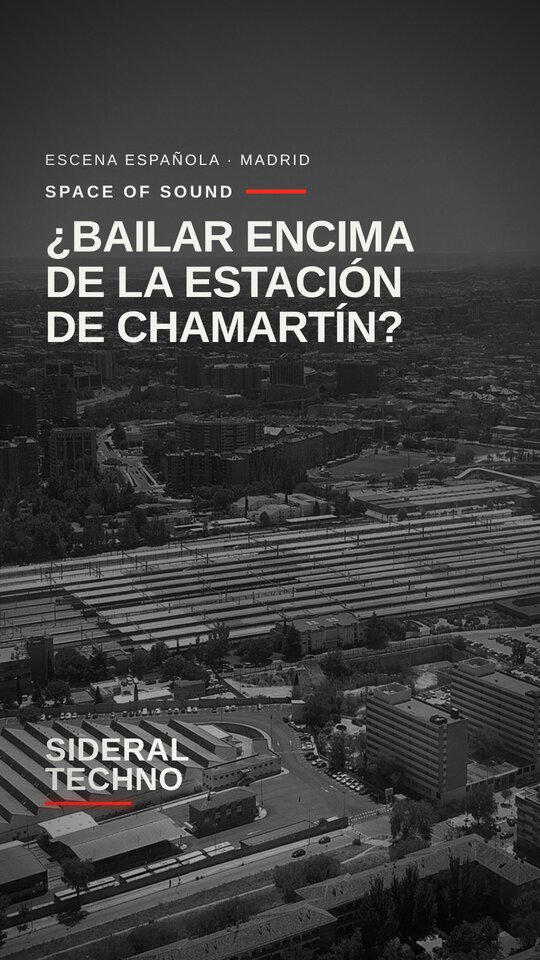 ESCENA ESPAÑOLA · MADRID
SPACE OF SOUND
¿BAILAR ENCIMA
DE LA ESTACIÓN
DE CHAMARTÍN?
SIDERAL
TECHNO